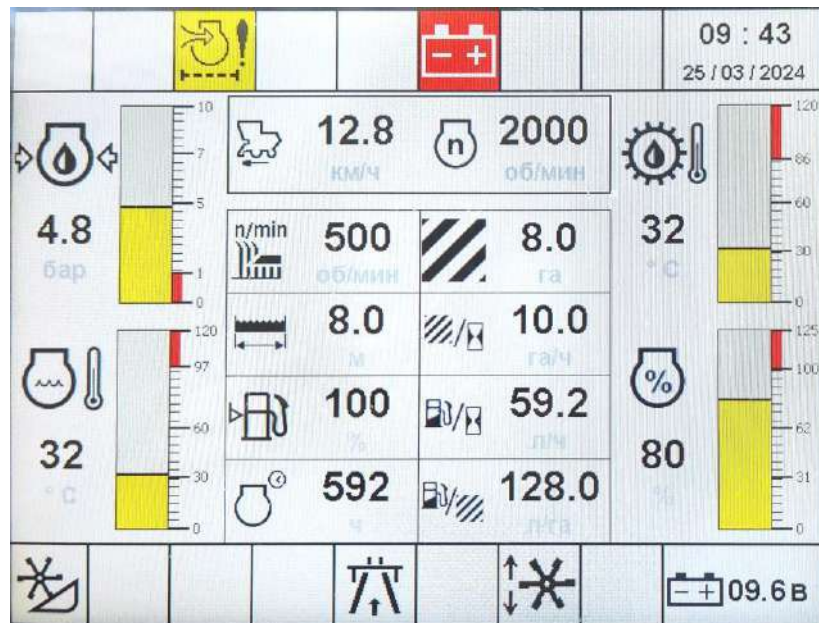 09 : 43
25 / 03 / 2024
10
7
5
1
0
4.8
бар
12.8
км/ч
n
2000
об/мин
120
86
60
30
0
32
° C
n/min
500
об/мин
8.0
га
8.0
м
10.0
га/ч
100
%
59.2
л/ч
592
ч
128.0
л/га
120
97
60
30
0
32
° C
125
100
62
31
0
%
80
%
09.6 В